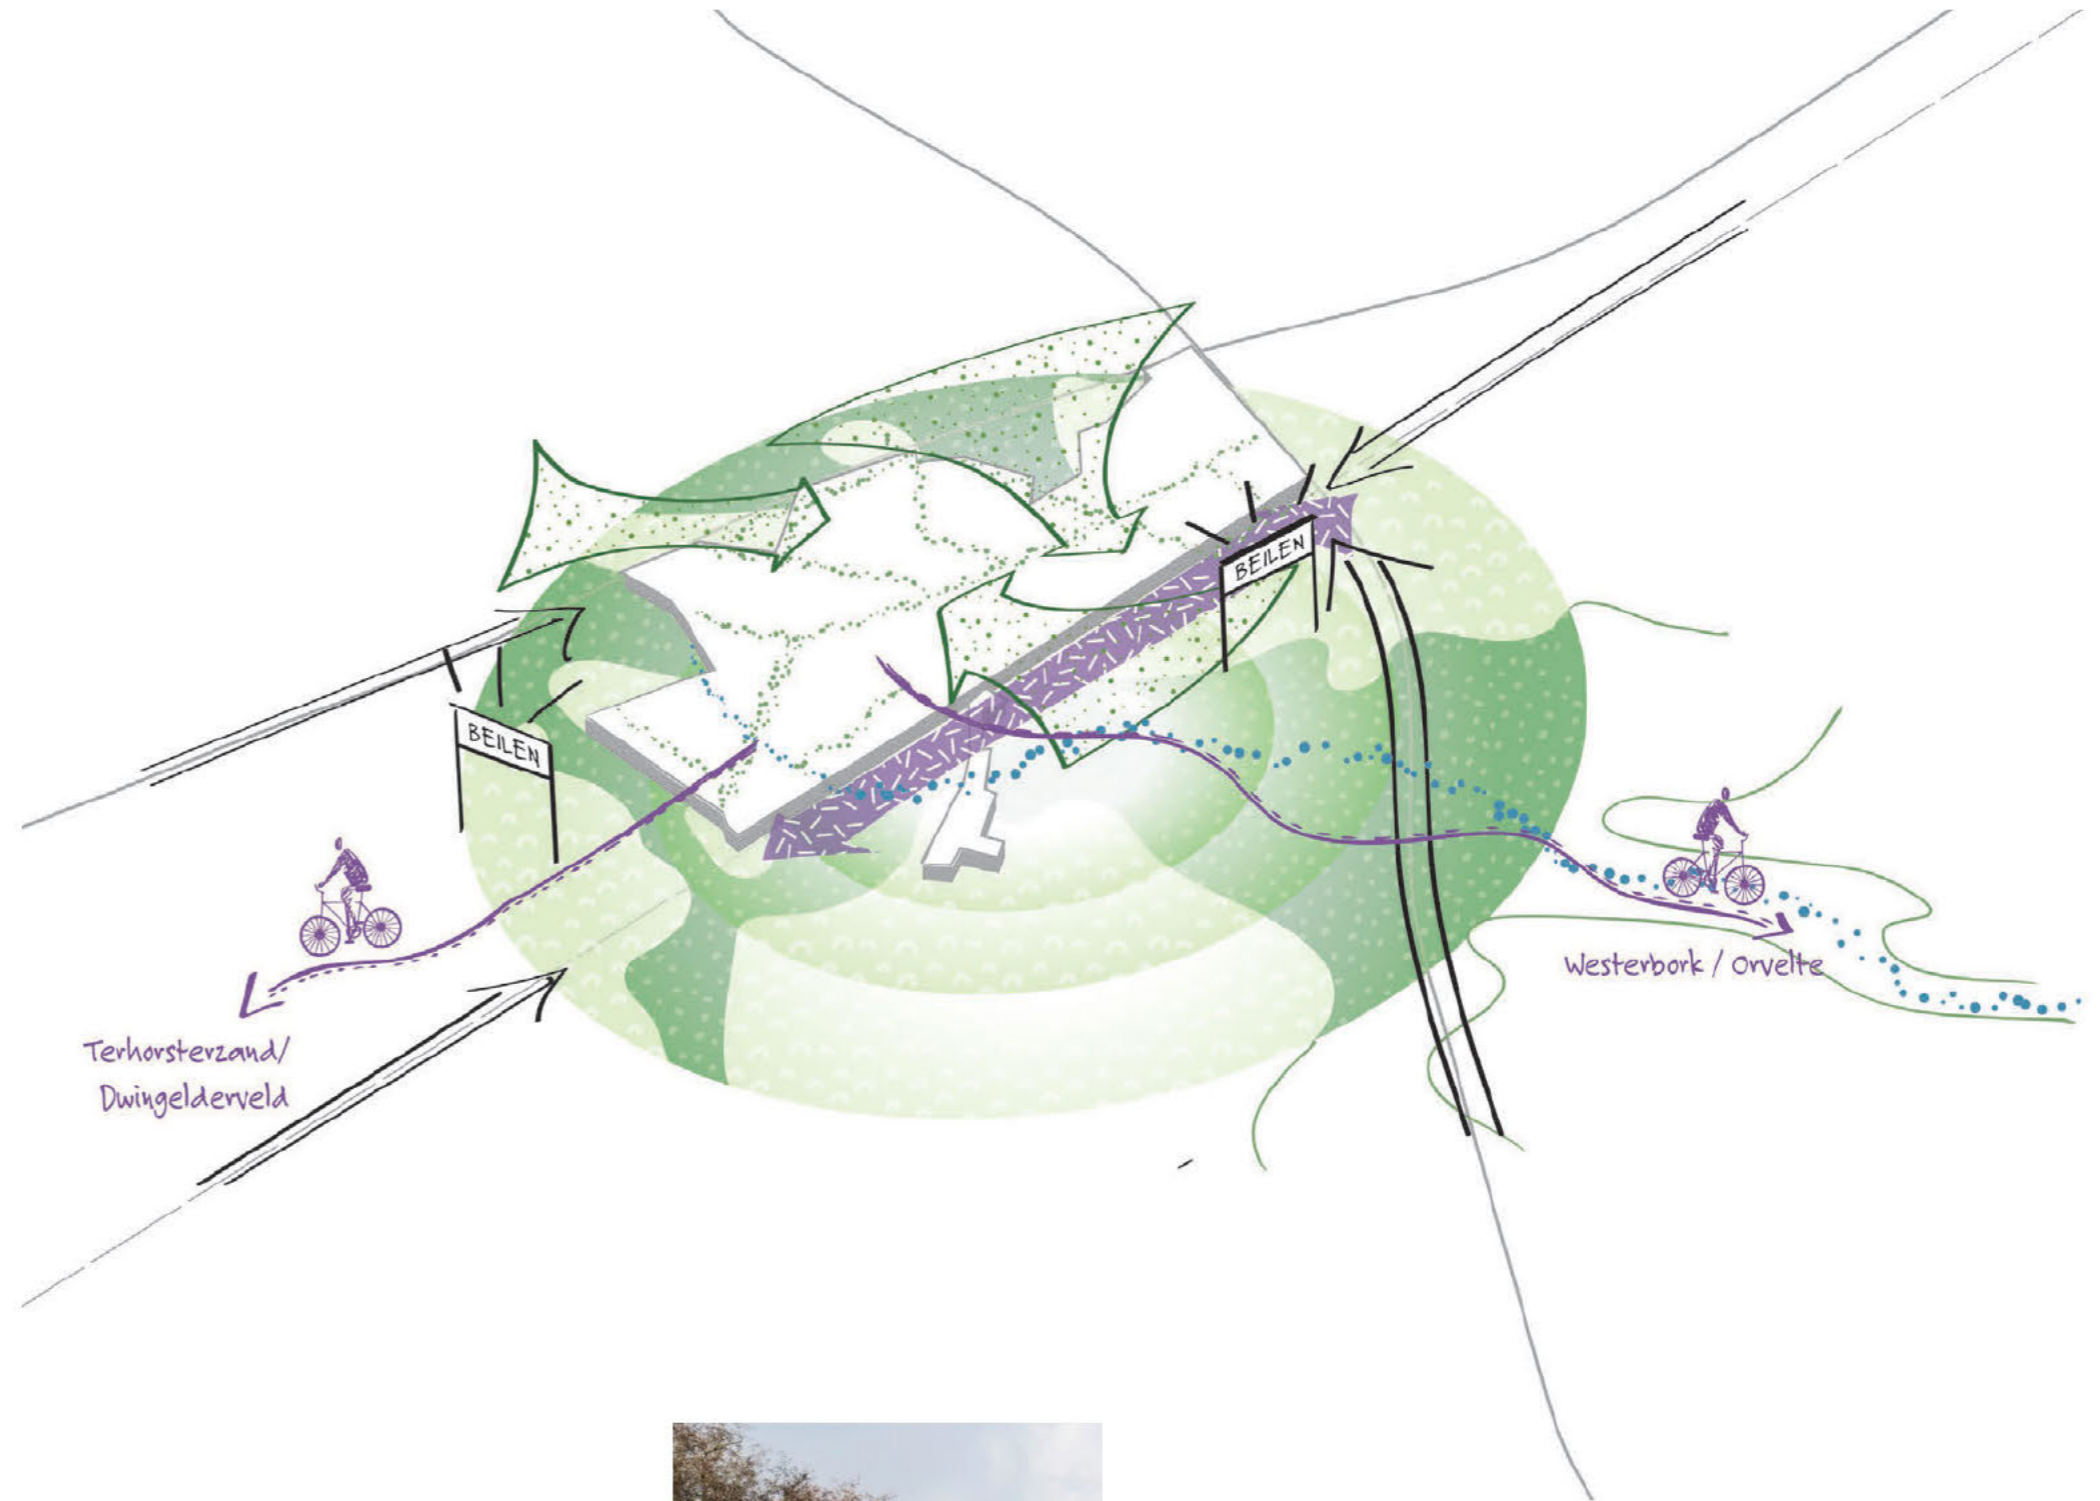 BEILEN
BEILEN
Westerbork / Orvelte
Terhorsterzand/
Dwingelderveld